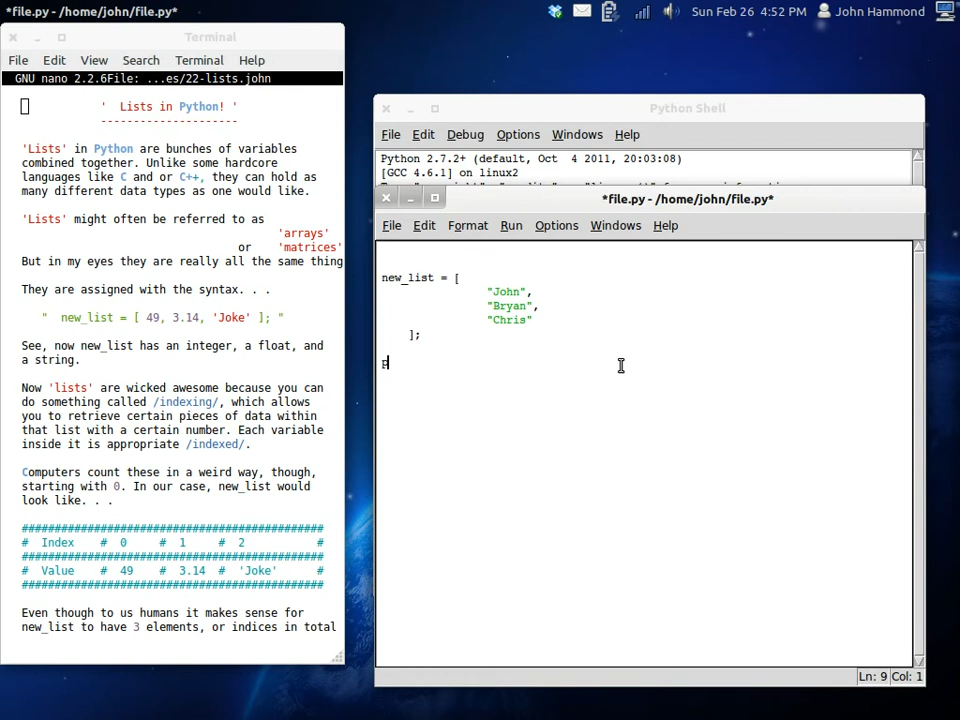 *file.py - /home/john/file.py*
Sun Feb 26 4:52 PM John Hammond
Terminal
File Edit View Search Terminal Help
GNU nano 2.2.6File: ...es/22-lists.john
' Lists in Python! '
--------------------
'Lists' in Python are bunches of variables
combined together. Unlike some hardcore
languages like C and or C++, they can hold as
many different data types as one would like.
'Lists' might often be referred to as
'arrays'
or 'matrices'
But in my eyes they are really all the same thing
They are assigned with the syntax. . .
" new_list = [ 49, 3.14, 'Joke' ]; "
See, now new_list has an integer, a float, and
a string.
Now 'lists' are wicked awesome because you can
do something called /indexing/, which allows
you to retrieve certain pieces of data within
that list with a certain number. Each variable
inside it is appropriate /indexed/.
Computers count these in a weird way, though,
starting with 0. In our case, new_list would
look like. . .
##########################################
# Index # 0 # 1 # 2 #
##########################################
# Value # 49 # 3.14 # 'Joke' #
##########################################
Even though to us humans it makes sense for
new_list to have 3 elements, or indices in total
Python Shell
File Edit Debug Options Windows Help
Python 2.7.2+ (default, Oct 4 2011, 20:03:08)
[GCC 4.6.1] on linux2
*file.py - /home/john/file.py*
File Edit Format Run Options Windows Help
new_list = [
"John",
"Bryan",
"Chris"
];
p
Ln: 9 Col: 1